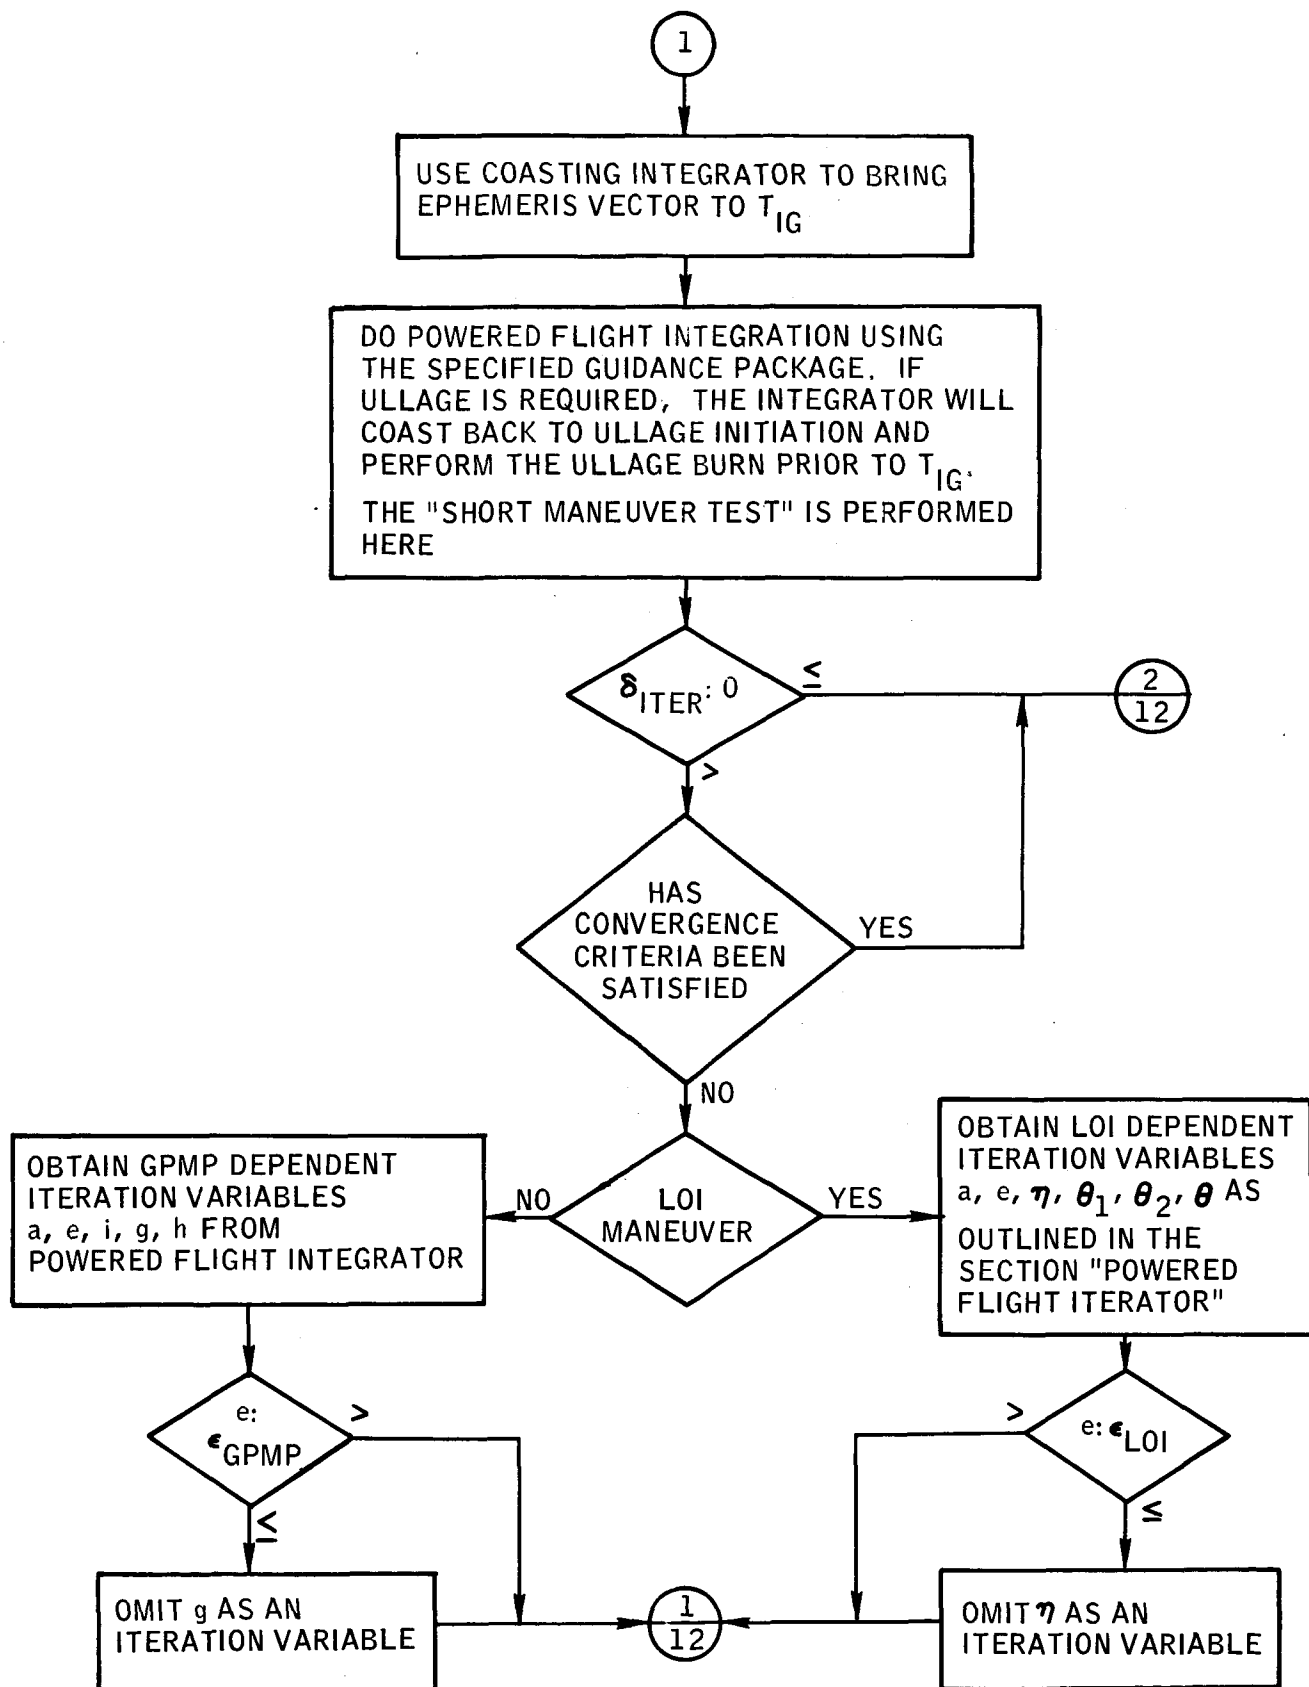 1
USE COASTING INTEGRATOR TO BRING
EPHEMERIS VECTOR TO T_IG
DO POWERED FLIGHT INTEGRATION USING
THE SPECIFIED GUIDANCE PACKAGE. IF
ULLAGE IS REQUIRED, THE INTEGRATOR WILL
COAST BACK TO ULLAGE INITIATION AND
PERFORM THE ULLAGE BURN PRIOR TO T_IG.
THE "SHORT MANEUVER TEST" IS PERFORMED
HERE
δ_ITER: 0
≤
2
12
>
HAS
CONVERGENCE
CRITERIA BEEN
SATISFIED
YES
NO
OBTAIN GPMP DEPENDENT
ITERATION VARIABLES
a, e, i, g, h FROM
POWERED FLIGHT INTEGRATOR
NO
LOI
MANEUVER
YES
OBTAIN LOI DEPENDENT
ITERATION VARIABLES
a, e, η, θ_1, θ_2, θ AS
OUTLINED IN THE
SECTION "POWERED
FLIGHT ITERATOR"
e:
ϵ_GPMP
>
≤
>
e: ϵ_LOI
≤
OMIT g AS AN
ITERATION VARIABLE
1
12
OMIT η AS AN
ITERATION VARIABLE